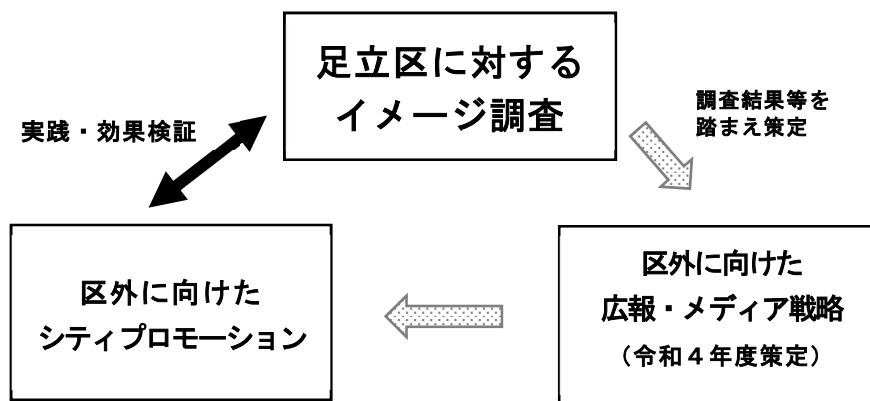 足立区に対する
イメージ調査
調査結果等を
踏まえ策定
実践・効果検証
区外に向けた
広報・メディア戦略
（令和４年度策定）
区外に向けた
シティプロモーション